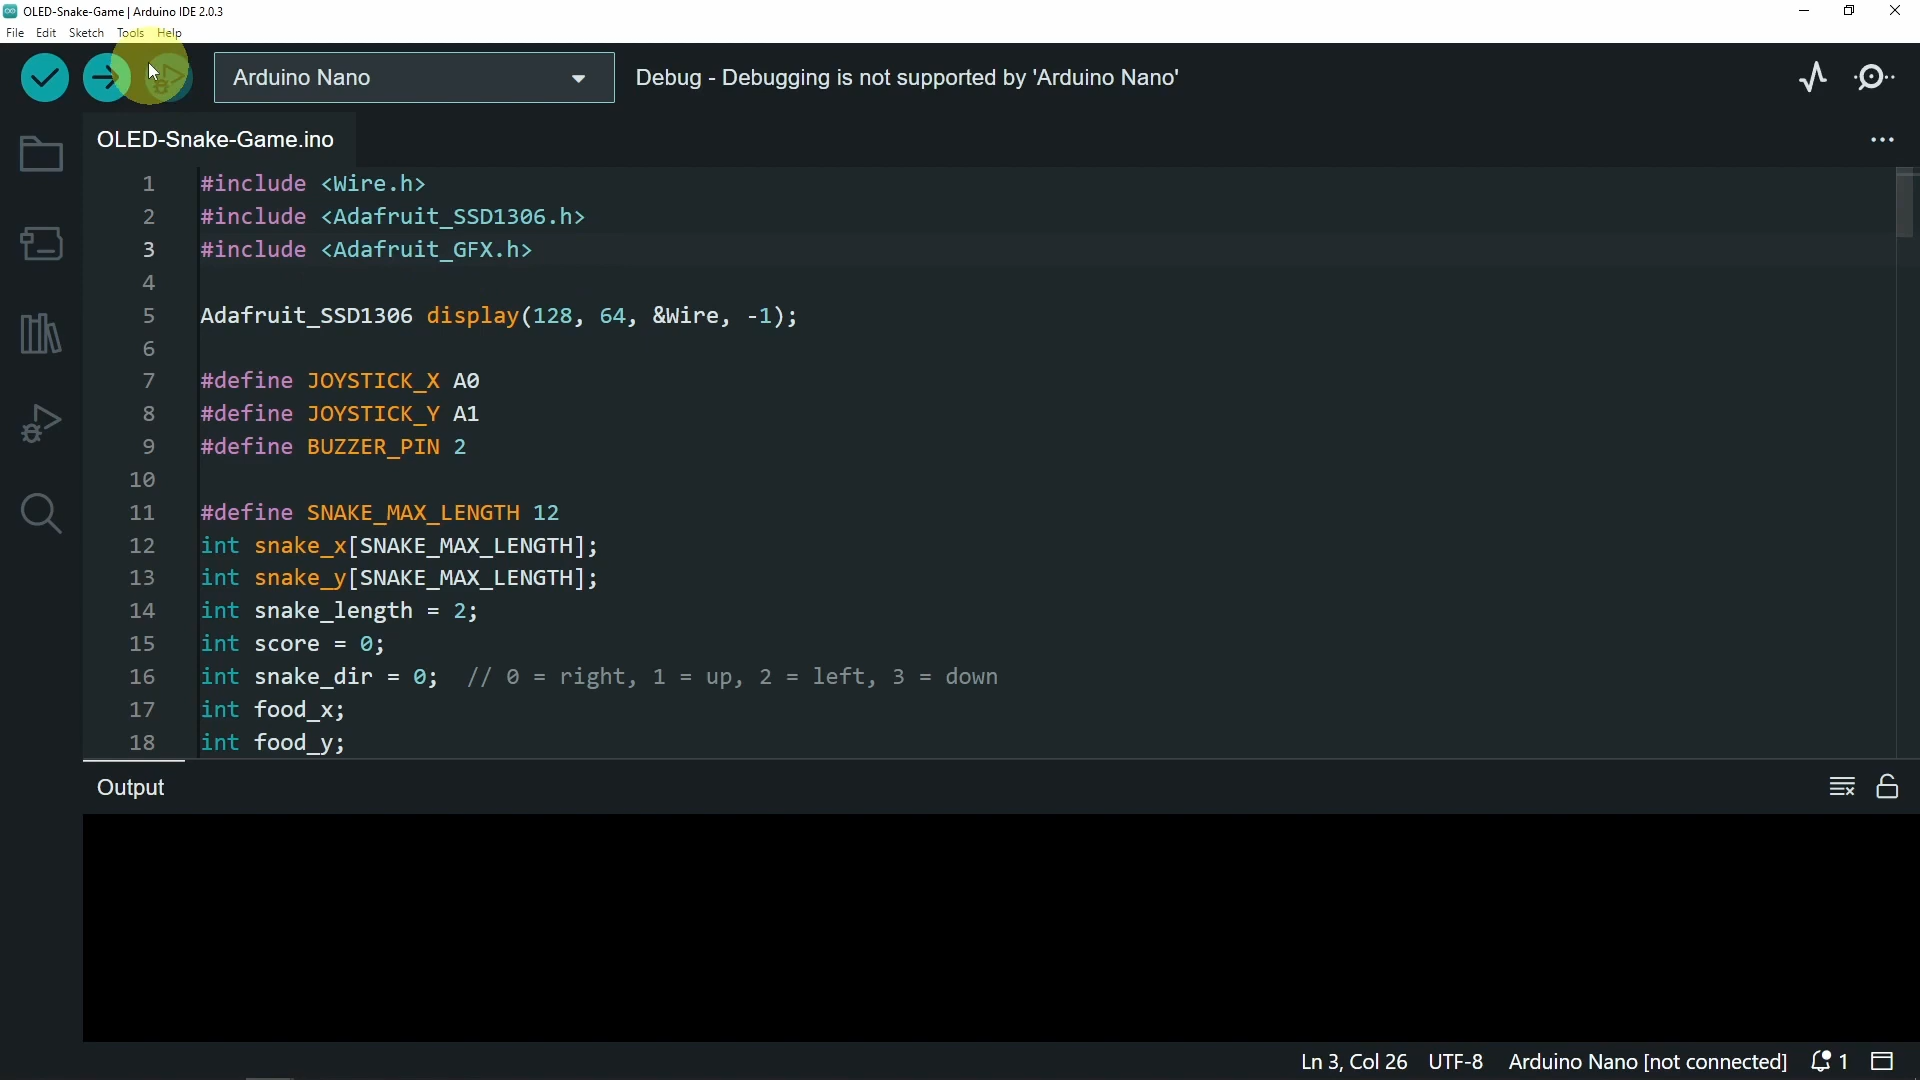 OLED-Snake-Game | Arduino IDE 2.0.3
File Edit Sketch Tools Help
Arduino Nano
Debug - Debugging is not supported by 'Arduino Nano'
OLED-Snake-Game.ino
1 #include <Wire.h>
2 #include <Adafruit_SSD1306.h>
3 #include <Adafruit_GFX.h>
4
5 Adafruit_SSD1306 display(128, 64, &Wire, -1);
6
7 #define JOYSTICK_X A0
8 #define JOYSTICK_Y A1
9 #define BUZZER_PIN 2
10
11 #define SNAKE_MAX_LENGTH 12
12 int snake_x[SNAKE_MAX_LENGTH];
13 int snake_y[SNAKE_MAX_LENGTH];
14 int snake_length = 2;
15 int score = 0;
16 int snake_dir = 0; // 0 = right, 1 = up, 2 = left, 3 = down
17 int food_x;
18 int food_y;
Output
Ln 3, Col 26 UTF-8 Arduino Nano [not connected] 1